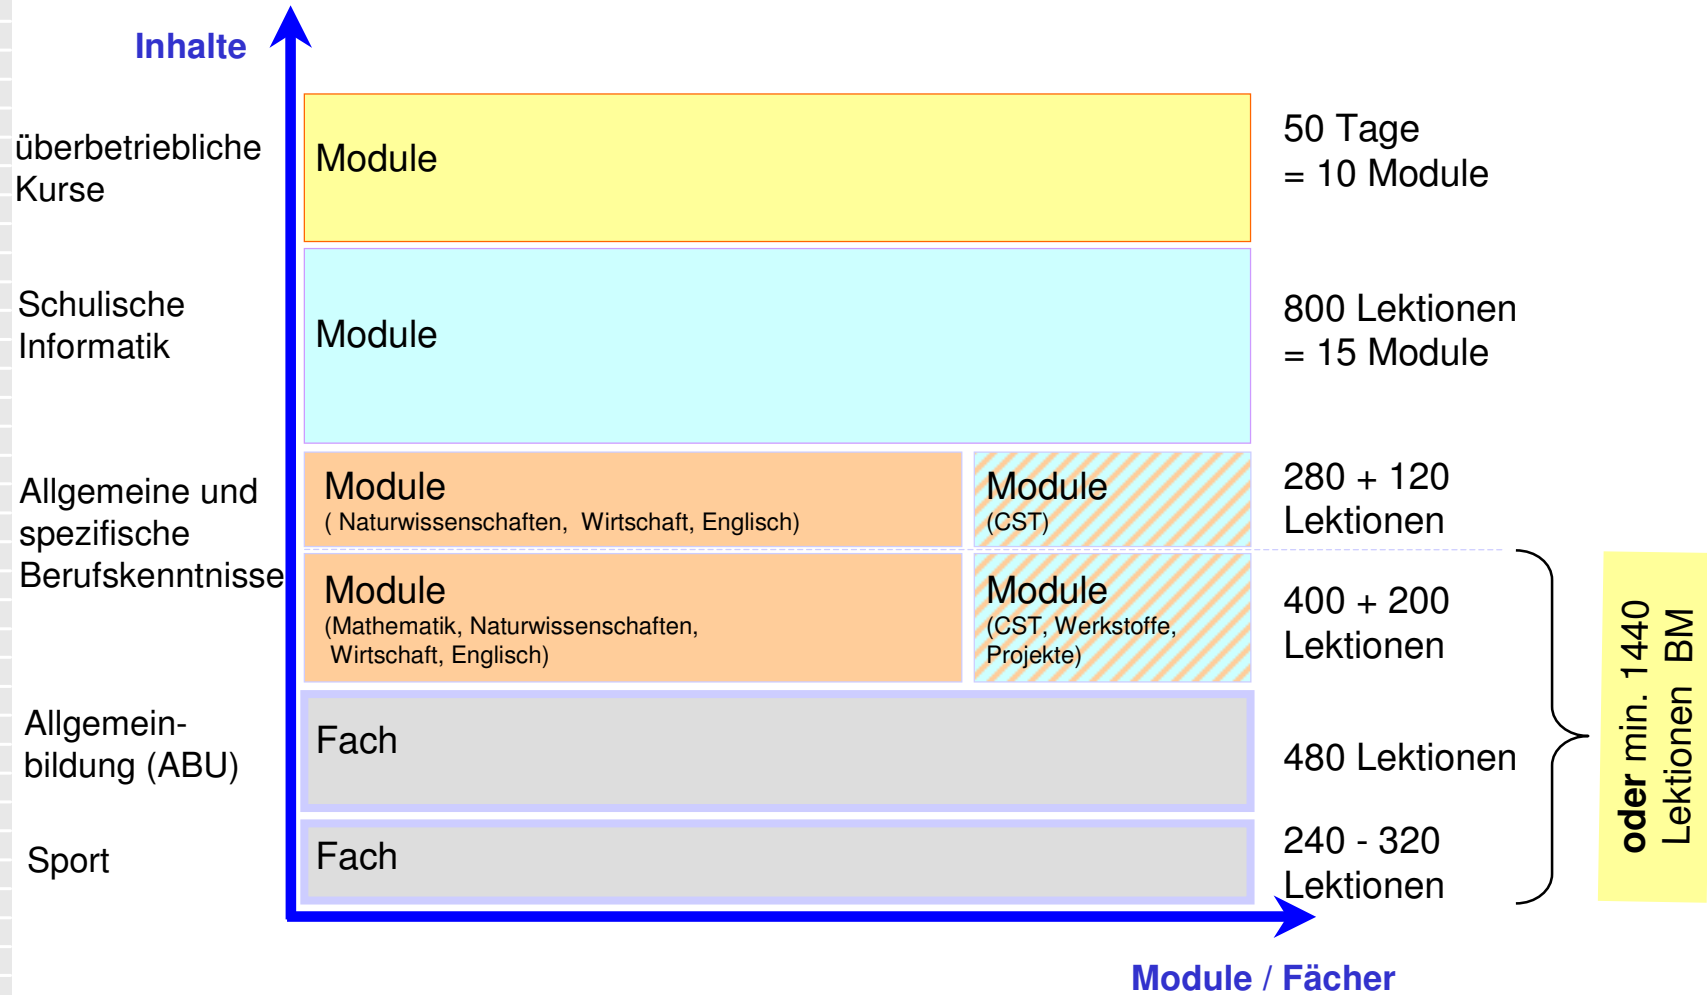 Inhalte
überbetriebliche
Kurse
Module
50 Tage
= 10 Module
Schulische
Informatik
Module
800 Lektionen
= 15 Module
Allgemeine und
spezifische
Berufskenntnisse
Module
( Naturwissenschaften, Wirtschaft, Englisch)
Module
(CST)
280 + 120
Lektionen
Module
(Mathematik, Naturwissenschaften,
Wirtschaft, Englisch)
Module
(CST, Werkstoffe,
Projekte)
400 + 200
Lektionen
Allgemein-
bildung (ABU)
Fach
480 Lektionen
Sport
Fach
240 - 320
Lektionen
oder min. 1440
Lektionen BM
Module / Fächer